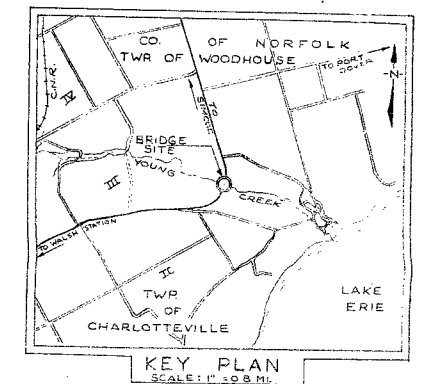 CO. OF NORFOLK
TWP. OF WOODHOUSE
TO PORT DOVER
-N-
C.N.R.
IV
TO SIMCOE
BRIDGE SITE
YOUNG CREEK
III
TO WALSH STATION
TWP. OF CHARLOTTEVILLE
LAKE ERIE
KEY PLAN
SCALE: 1" = 0.8 MI.